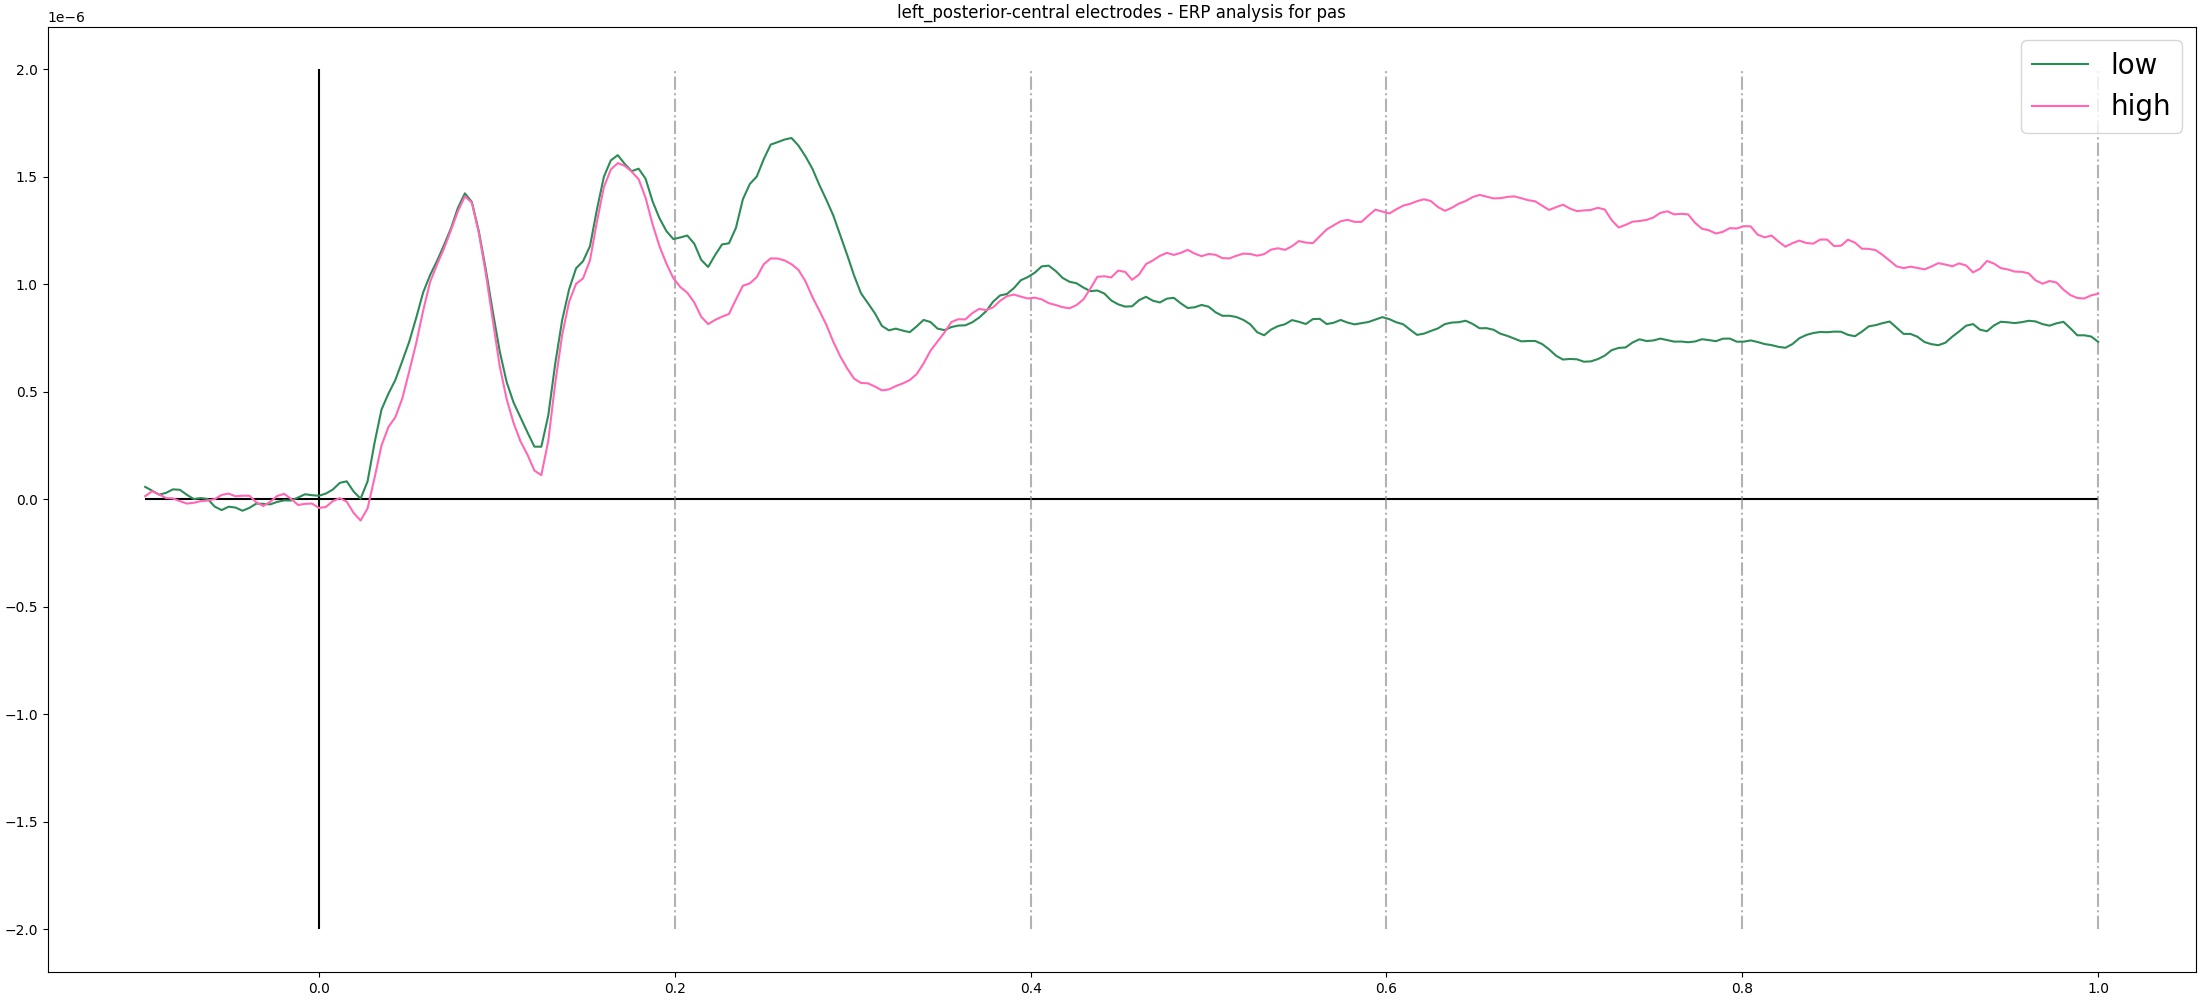 left_posterior-central electrodes - ERP analysis for pas
1e−6
low
high
2.0
1.5
1.0
0.5
0.0
−0.5
−1.0
−1.5
−2.0
0.0 0.2 0.4 0.6 0.8 1.0